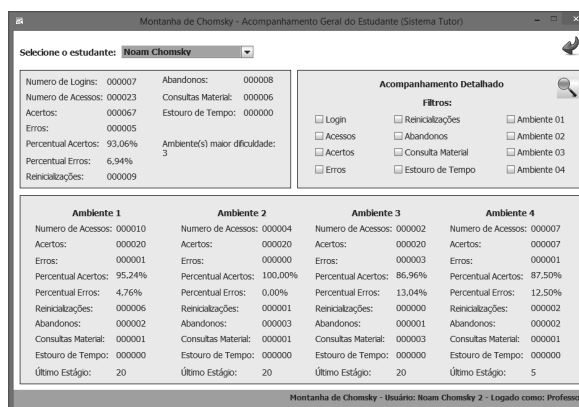 Montanha de Chomsky - Acompanhamento Geral do Estudante (Sistema Tutor)
Selecione o estudante: Noam Chomsky
Numero de Logins: 000007
Numero de Acessos: 000023
Acertos: 000067
Erros: 000005
Percentual Acertos: 93,06%
Percentual Erros: 6,94%
Reinicializações: 000009
Abandonos: 000008
Consultas Material: 000006
Estouro de Tempo: 000000
Ambiente(s) maior dificuldade:
3
Acompanhamento Detalhado
Filtros:
Login Reinicializações Ambiente 01
Acessos Abandonos Ambiente 02
Acertos Consulta Material Ambiente 03
Erros Estouro de Tempo Ambiente 04
Ambiente 1
Numero de Acessos: 000010
Acertos: 000020
Erros: 000001
Percentual Acertos: 95,24%
Percentual Erros: 4,76%
Reinicializações: 000006
Abandonos: 000002
Consultas Material: 000001
Estouro de Tempo: 000000
Último Estágio: 20
Ambiente 2
Numero de Acessos: 000004
Acertos: 000020
Erros: 000000
Percentual Acertos: 100,00%
Percentual Erros: 0,00%
Reinicializações: 000001
Abandonos: 000003
Consultas Material: 000001
Estouro de Tempo: 000000
Último Estágio: 20
Ambiente 3
Numero de Acessos: 000002
Acertos: 000020
Erros: 000003
Percentual Acertos: 86,96%
Percentual Erros: 13,04%
Reinicializações: 000000
Abandonos: 000001
Consultas Material: 000003
Estouro de Tempo: 000000
Último Estágio: 20
Ambiente 4
Numero de Acessos: 000007
Acertos: 000007
Erros: 000001
Percentual Acertos: 87,50%
Percentual Erros: 12,50%
Reinicializações: 000002
Abandonos: 000002
Consultas Material: 000001
Estouro de Tempo: 000000
Último Estágio: 5
Montanha de Chomsky - Usuário: Noam Chomsky 2 - Logado como: Professo